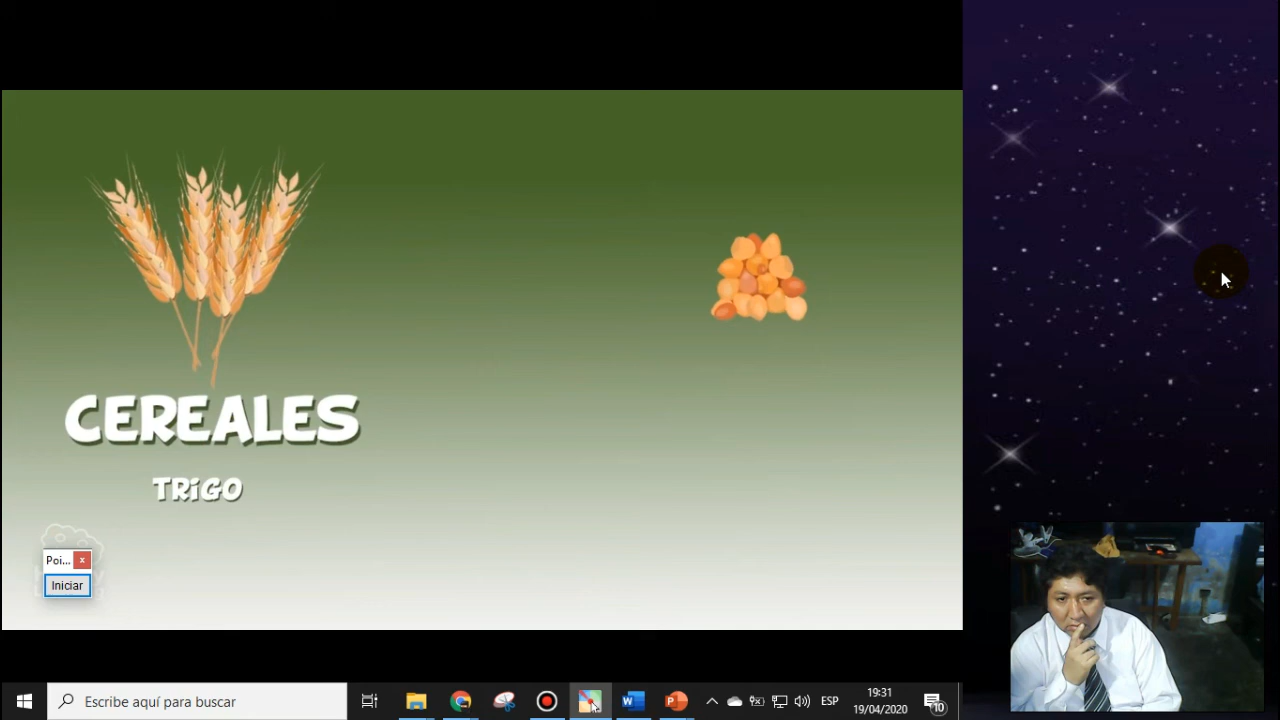 CEREALES
TRiGO
Poi...
Iniciar
Escribe aquí para buscar
ESP
19:31
19/04/2020
10